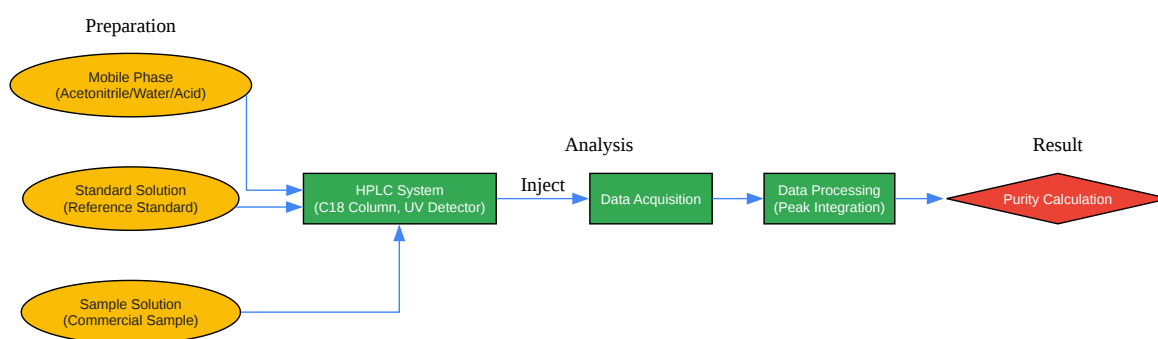 Preparation
Mobile Phase
(Acetonitrile/Water/Acid)
Standard Solution
(Reference Standard)
Sample Solution
(Commercial Sample)
Analysis
HPLC System
(C18 Column, UV Detector)
Inject
Data Acquisition
Data Processing
(Peak Integration)
Result
Purity Calculation